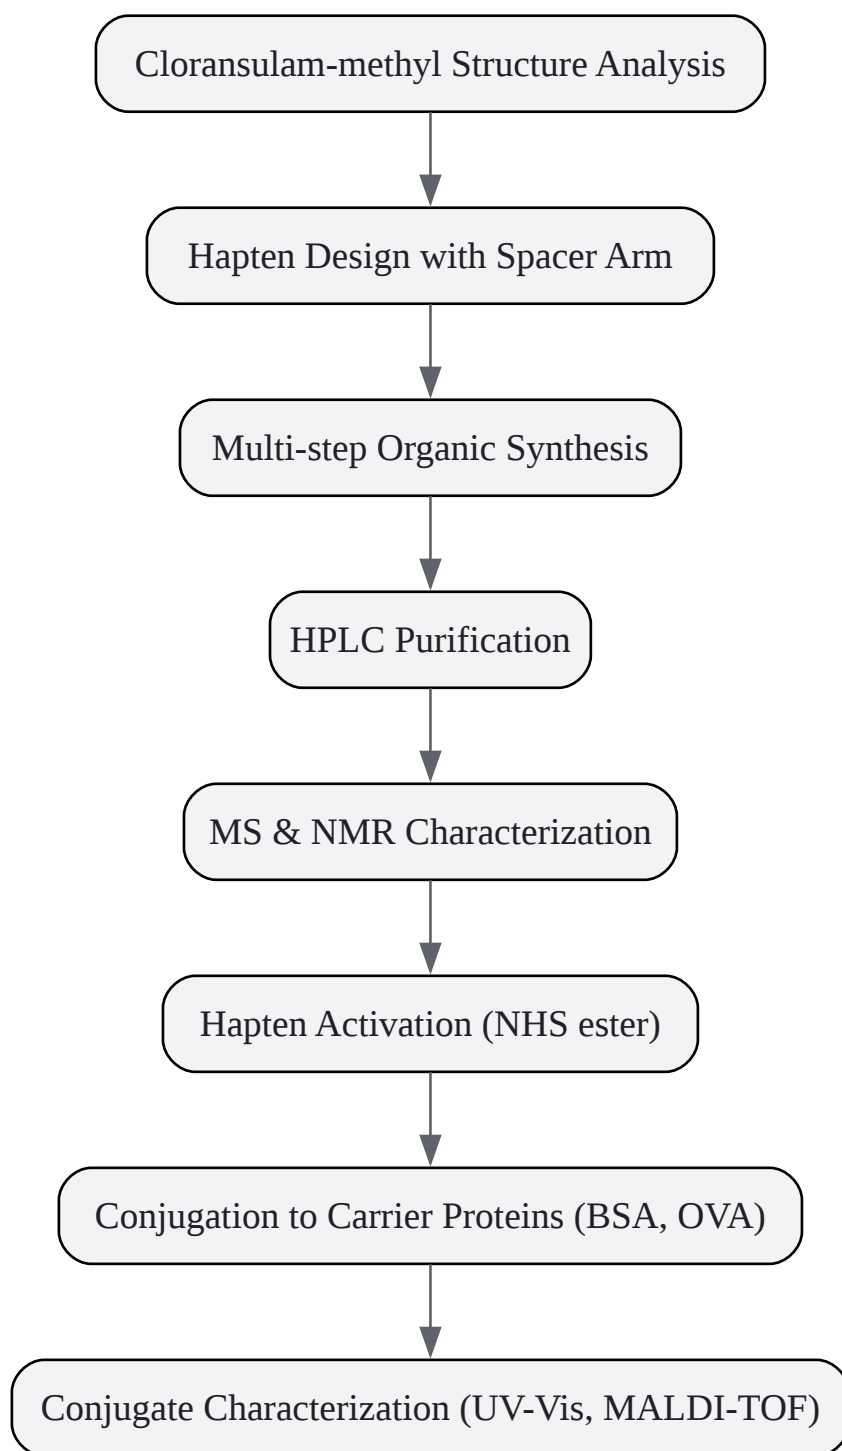 Cloransulam-methyl Structure Analysis
Hapten Design with Spacer Arm
Multi-step Organic Synthesis
HPLC Purification
MS & NMR Characterization
Hapten Activation (NHS ester)
Conjugation to Carrier Proteins (BSA, OVA)
Conjugate Characterization (UV-Vis, MALDI-TOF)